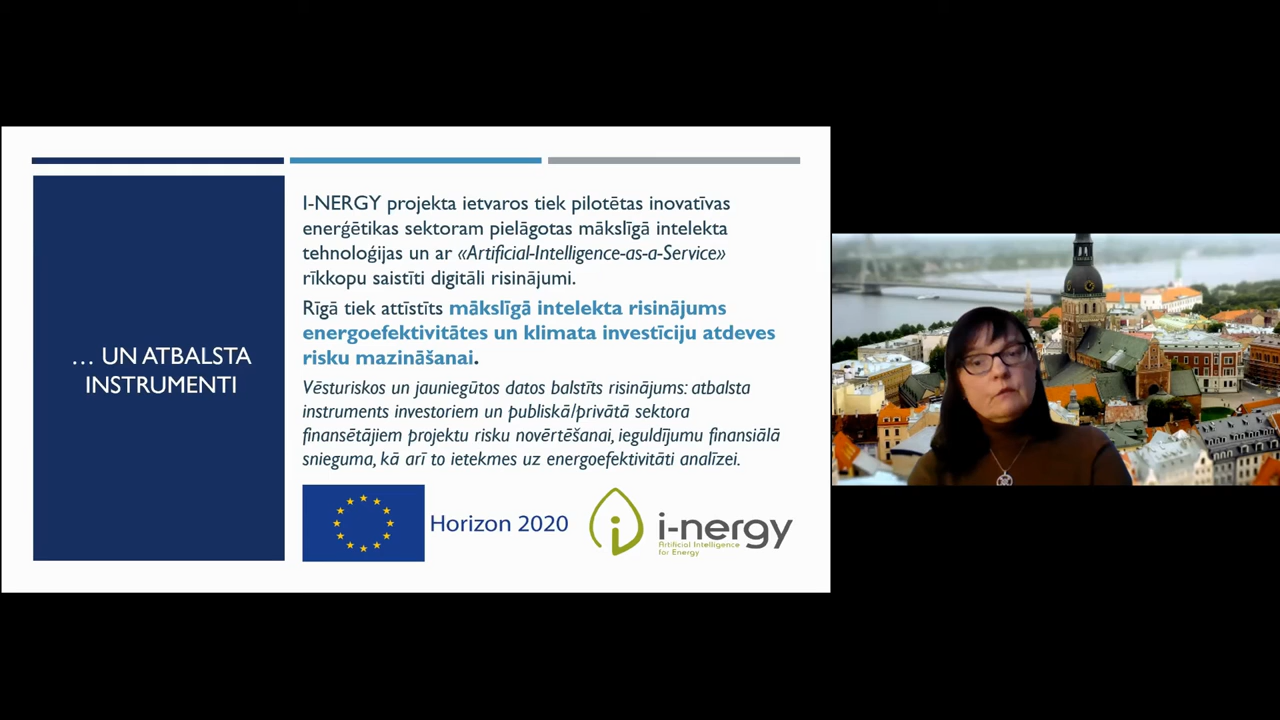 … UN ATBALSTA
INSTRUMENTI
I-NERGY projekta ietvaros tiek pilotētas inovatīvas
enerģētikas sektoram pielāgotas mākslīgā intelekta
tehnoloģijas un ar «Artificial-Intelligence-as-a-Service»
rīkkopu saistīti digitāli risinājumi.
Rīgā tiek attīstīts mākslīgā intelekta risinājums
energoefektivitātes un klimata investīciju atdeves
risku mazināšanai.
Vēsturiskos un jauniegūtos datos balstīts risinājums: atbalsta
instruments investoriem un publiskā/privātā sektora
finansētājiem projektu risku novērtēšanai, ieguldījumu finansiālā
snieguma, kā arī to ietekmes uz energoefektivitāti analīzei.
Horizon 2020
i-nergy
Artificial Intelligence
for Energy